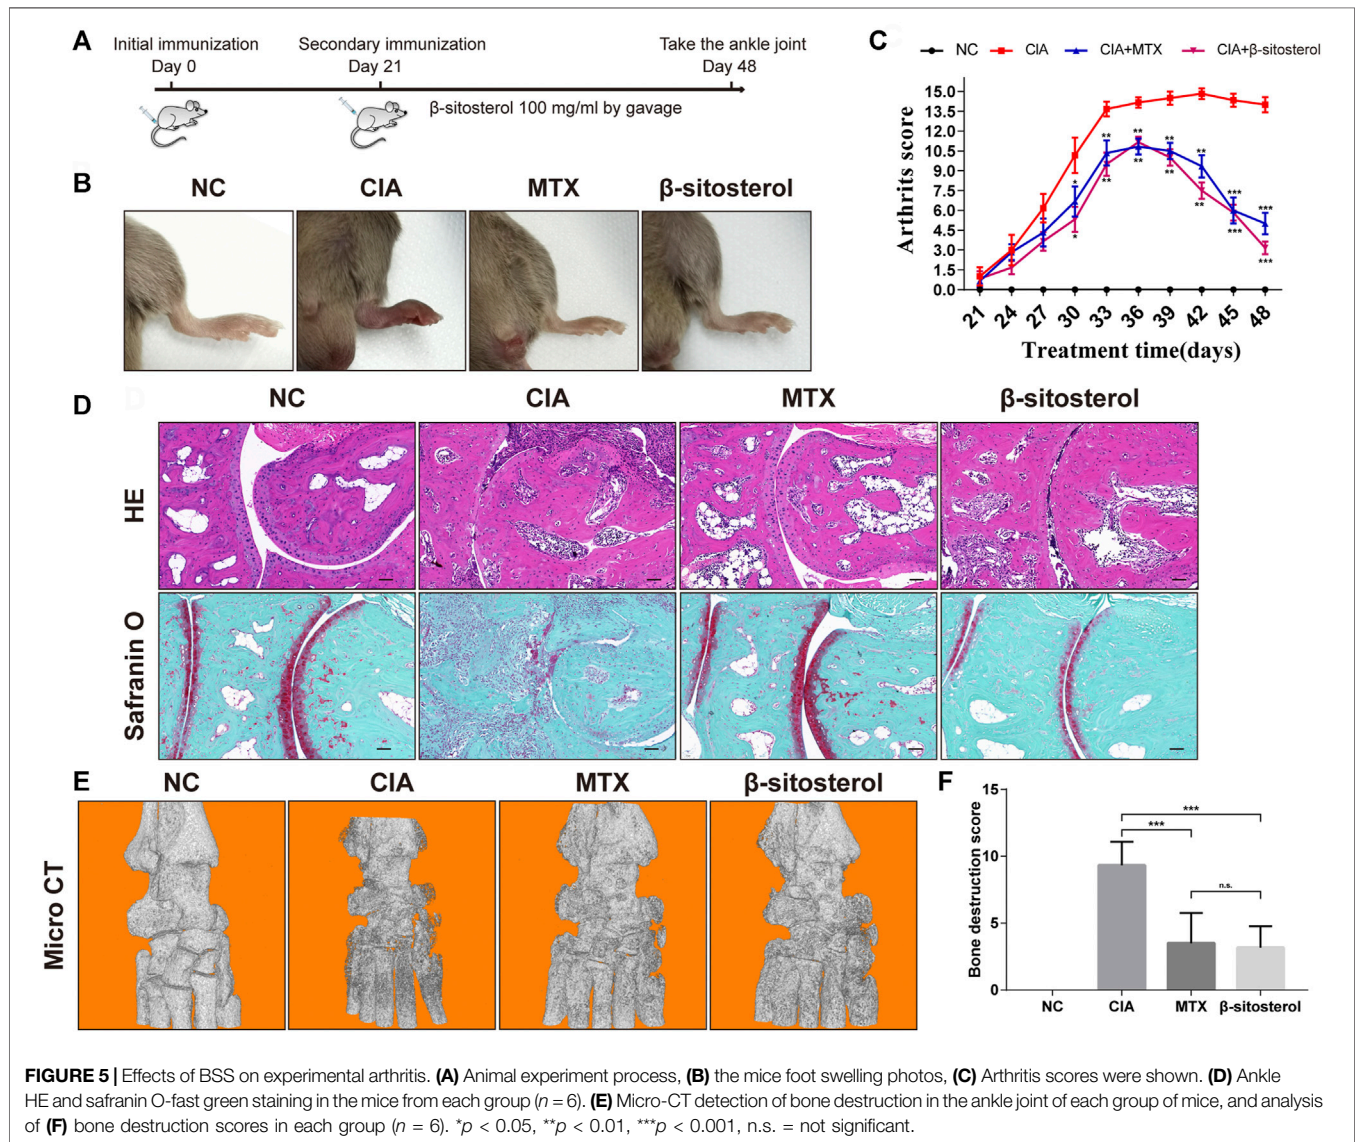 A
Initial immunization
Secondary immunization
Take the ankle joint
Day 0
Day 21
Day 48
β-sitosterol 100 mg/ml by gavage
B
NC
CIA
MTX
β-sitosterol
C
NC
CIA
CIA+MTX
CIA+β-sitosterol
Arthrits score
15.0
13.5
12.0
10.5
9.0
7.5
6.0
4.5
3.0
1.5
0.0
* ** ** ** ** *** ***
* ** ** ** ** *** ***
21 24 27 30 33 36 39 42 45 48
Treatment time(days)
D
NC
CIA
MTX
β-sitosterol
HE
Safranin O
E
NC
CIA
MTX
β-sitosterol
Micro CT
F
Bone destruction score
15
10
5
0
***
***
n.s.
NC
CIA
MTX
β-sitosterol
FIGURE 5 | Effects of BSS on experimental arthritis. (A) Animal experiment process, (B) the mice foot swelling photos, (C) Arthritis scores were shown. (D) Ankle
HE and safranin O-fast green staining in the mice from each group (n = 6). (E) Micro-CT detection of bone destruction in the ankle joint of each group of mice, and analysis
of (F) bone destruction scores in each group (n = 6). *p < 0.05, **p < 0.01, ***p < 0.001, n.s. = not significant.